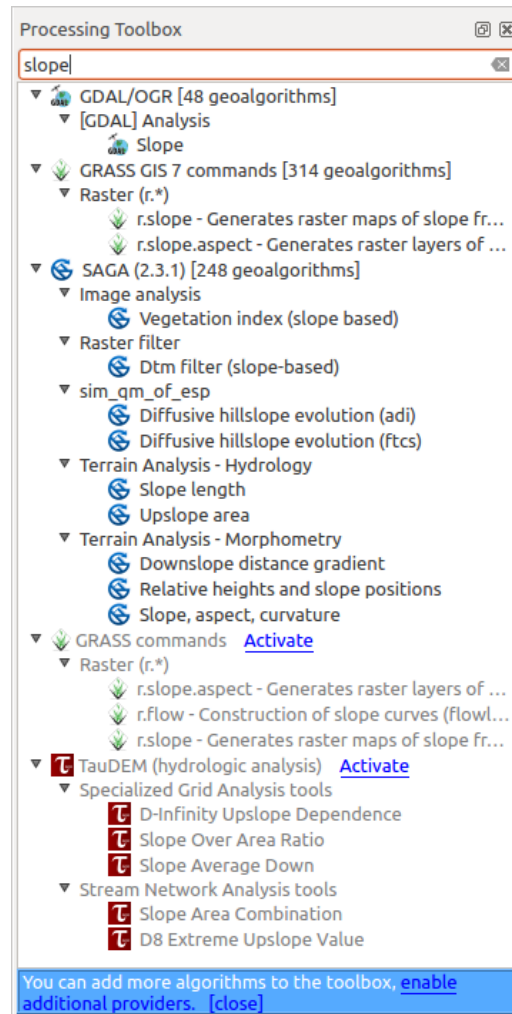 Processing Toolbox
slope
GDAL/OGR [48 geoalgorithms]
[GDAL] Analysis
Slope
GRASS GIS 7 commands [314 geoalgorithms]
Raster (r.*)
r.slope - Generates raster maps of slope fr...
r.slope.aspect - Generates raster layers of ...
SAGA (2.3.1) [248 geoalgorithms]
Image analysis
Vegetation index (slope based)
Raster filter
Dtm filter (slope-based)
sim_qm_of_esp
Diffusive hillslope evolution (adi)
Diffusive hillslope evolution (ftcs)
Terrain Analysis - Hydrology
Slope length
Upslope area
Terrain Analysis - Morphometry
Downslope distance gradient
Relative heights and slope positions
Slope, aspect, curvature
GRASS commands Activate
Raster (r.*)
r.slope.aspect - Generates raster layers of ...
r.flow - Construction of slope curves (flowl...
r.slope - Generates raster maps of slope fr...
TauDEM (hydrologic analysis) Activate
Specialized Grid Analysis tools
D-Infinity Upslope Dependence
Slope Over Area Ratio
Slope Average Down
Stream Network Analysis tools
Slope Area Combination
D8 Extreme Upslope Value
You can add more algorithms to the toolbox, enable
additional providers. [close]